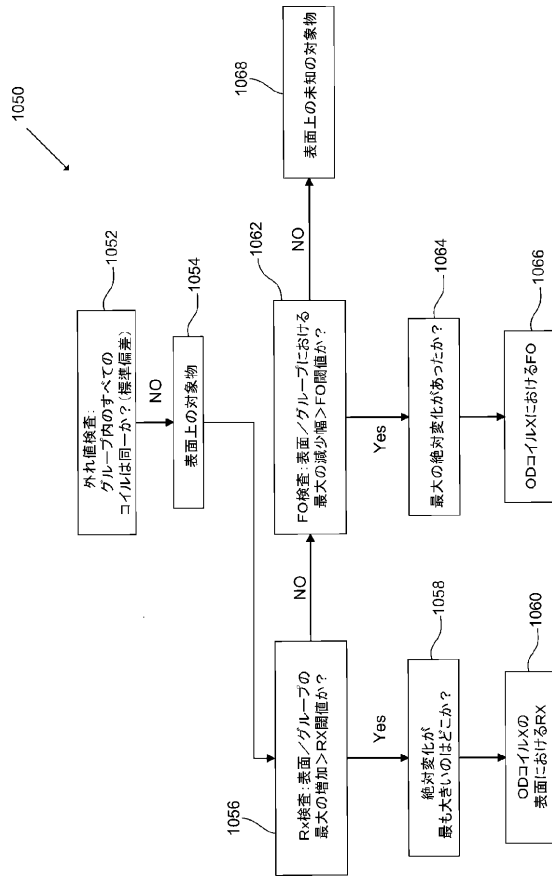 1050
1052
外れ値検査:
グループ内のすべての
コイルは同一か?(標準偏差)
NO
1054
表面上の対象物
1056
Rx検査:表面/グループの
最大の増加>RX閾値か?
NO
1062
FO検査:表面/グループにおける
最大の減少幅>FO閾値か?
NO
1068
表面上の未知の対象物
Yes
1058
絶対変化が
最も大きいのはどこか?
1060
ODコイルXの
表面におけるRX
Yes
1064
最大の絶対変化があったか?
1066
ODコイルXにおけるFO